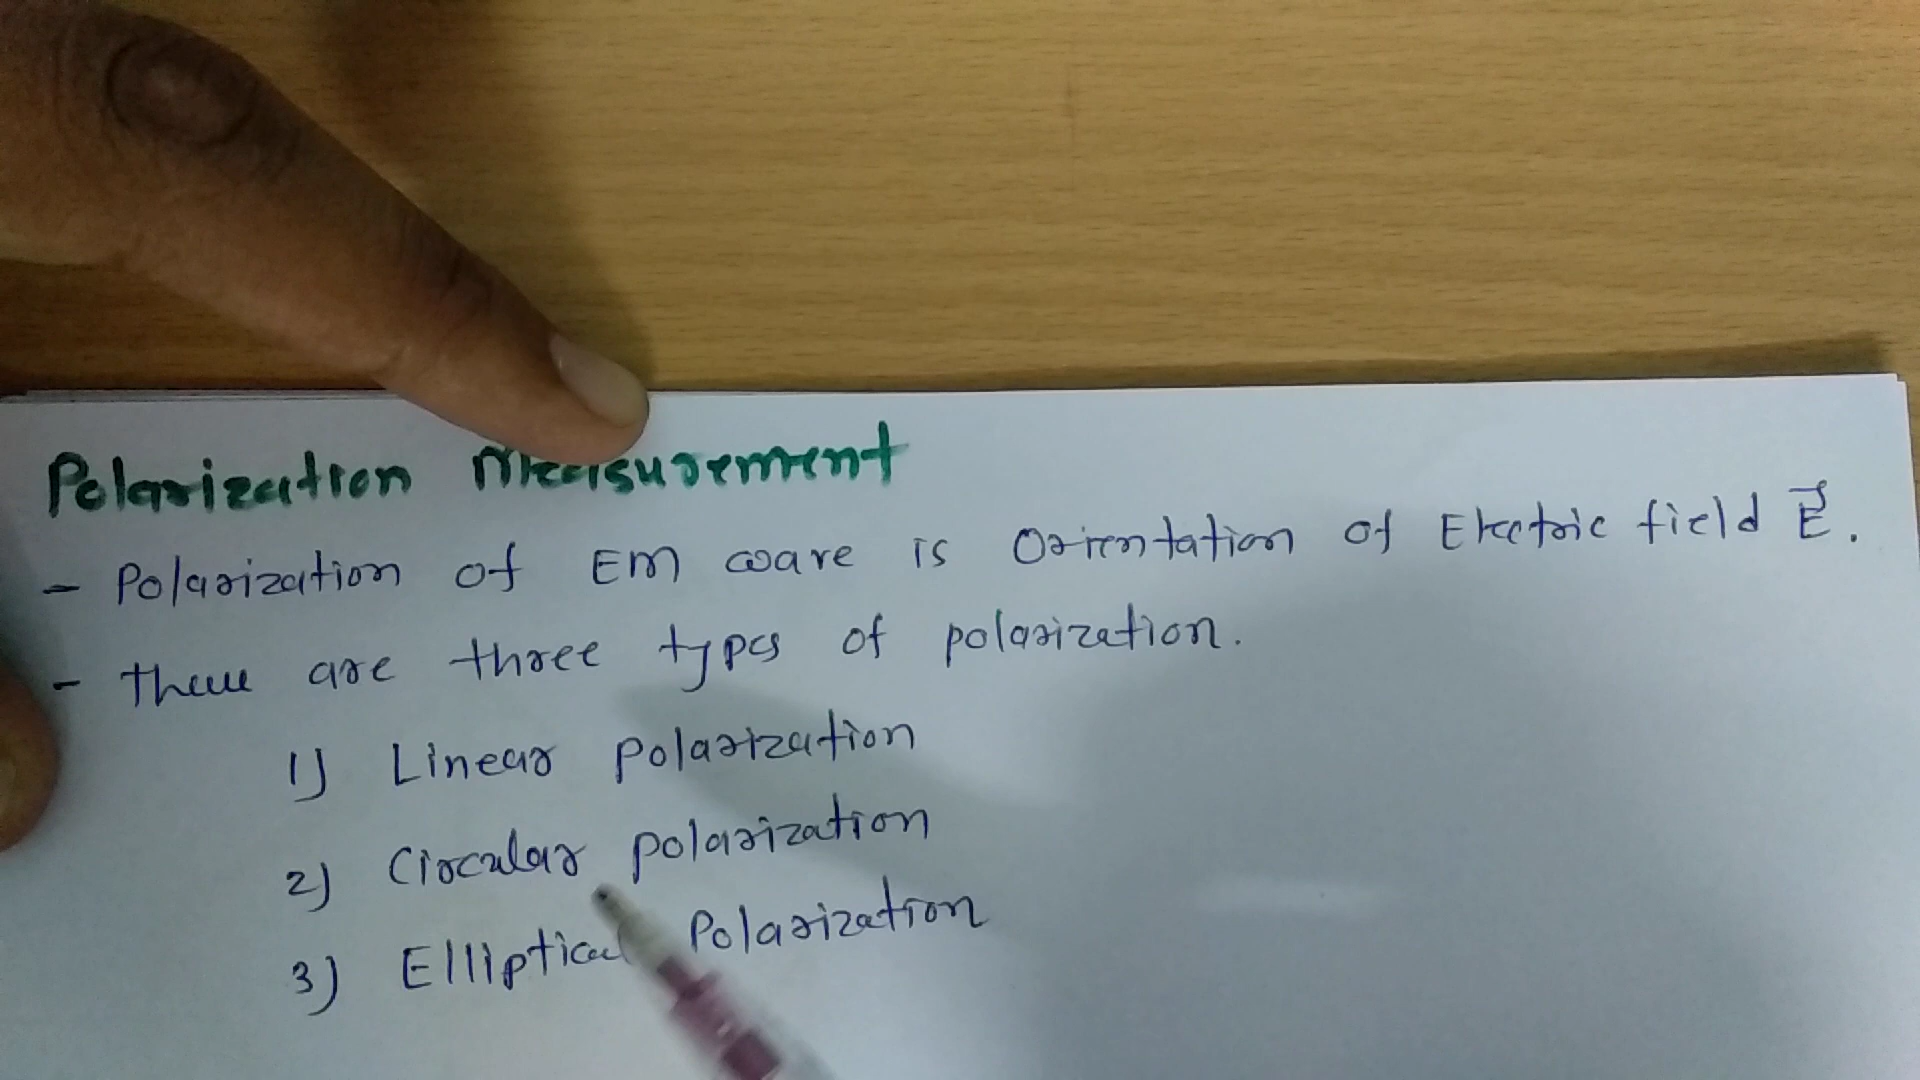 Polarization Measurement
- Polarization of EM wave is Orientation of Electric field E⃗.
- There are three types of polarization.
1) Linear polarization
2) Circular polarization
3) Elliptical Polarization